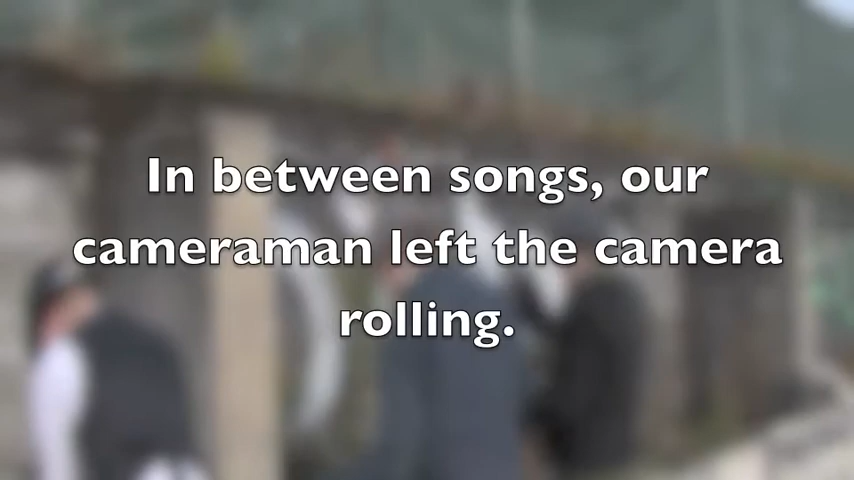 In between songs, our
cameraman left the camera
rolling.